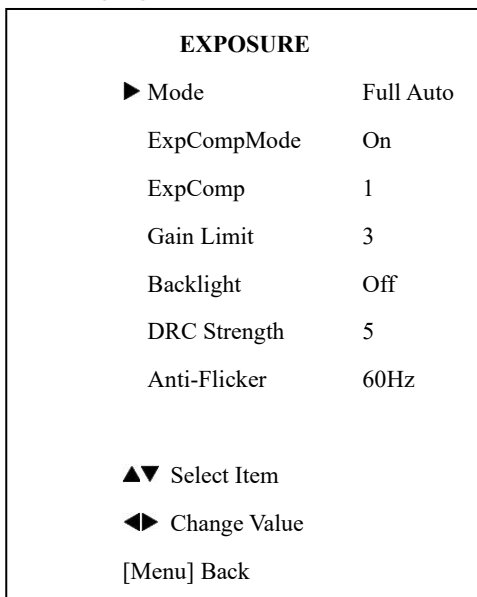 EXPOSURE
▶ Mode Full Auto
ExpCompMode On
ExpComp 1
Gain Limit 3
Backlight Off
DRC Strength 5
Anti-Flicker 60Hz
▲▼ Select Item
◀▶ Change Value
[Menu] Back